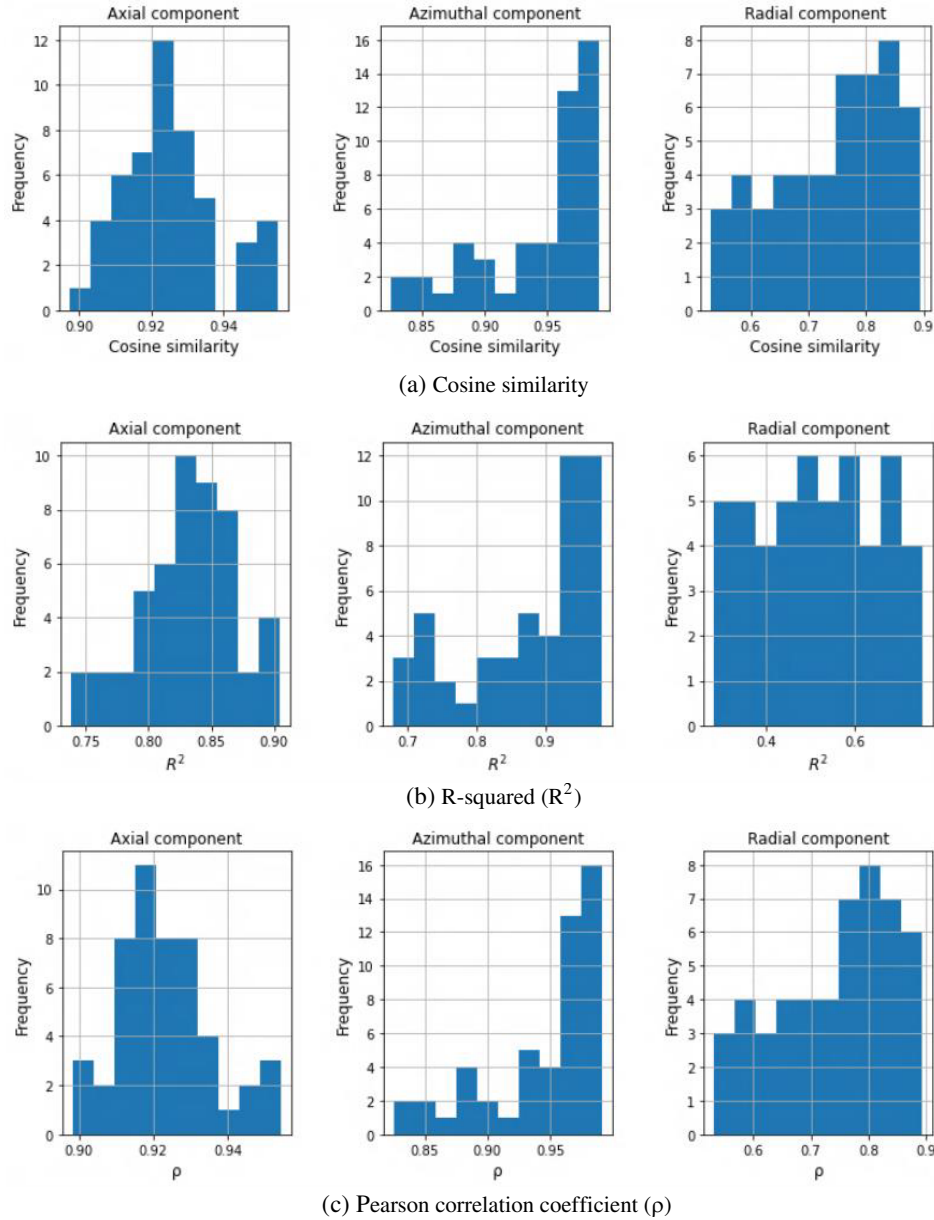 Axial component Azimuthal component Radial component
Frequency
12
10
8
6
4
2
0
0.90 0.92 0.94
Cosine similarity
Frequency
16
14
12
10
8
6
4
2
0
0.85 0.90 0.95
Cosine similarity
Frequency
8
7
6
5
4
3
2
1
0
0.6 0.7 0.8 0.9
Cosine similarity
(a) Cosine similarity
Axial component Azimuthal component Radial component
Frequency
10
8
6
4
2
0
0.75 0.80 0.85 0.90
R²
Frequency
12
10
8
6
4
2
0
0.7 0.8 0.9
R²
Frequency
6
5
4
3
2
1
0
0.4 0.6
R²
(b) R-squared (R²)
Axial component Azimuthal component Radial component
Frequency
10
8
6
4
2
0
0.90 0.92 0.94
ρ
Frequency
16
14
12
10
8
6
4
2
0
0.85 0.90 0.95
ρ
Frequency
8
7
6
5
4
3
2
1
0
0.6 0.7 0.8 0.9
ρ
(c) Pearson correlation coefficient (ρ)